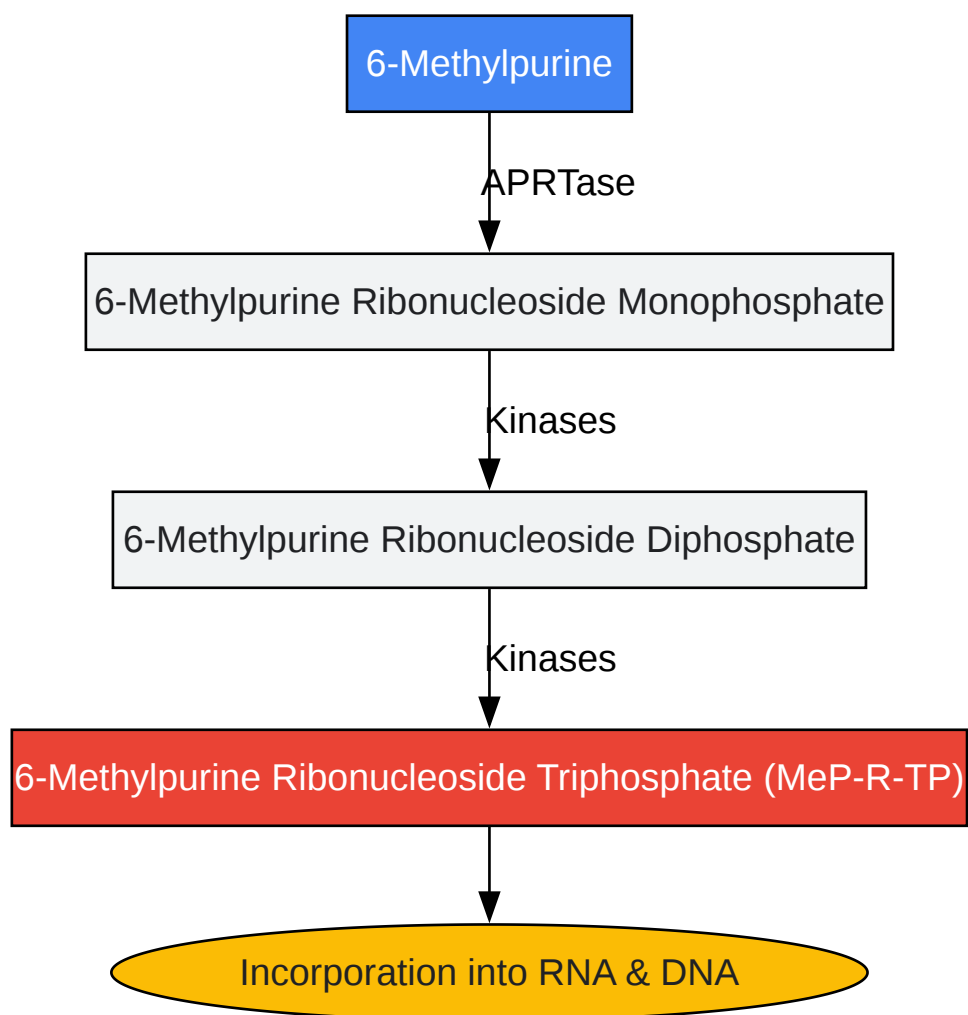 6-Methylpurine
APRTase
6-Methylpurine Ribonucleoside Monophosphate
Kinases
6-Methylpurine Ribonucleoside Diphosphate
Kinases
6-Methylpurine Ribonucleoside Triphosphate (MeP-R-TP)
Incorporation into RNA & DNA